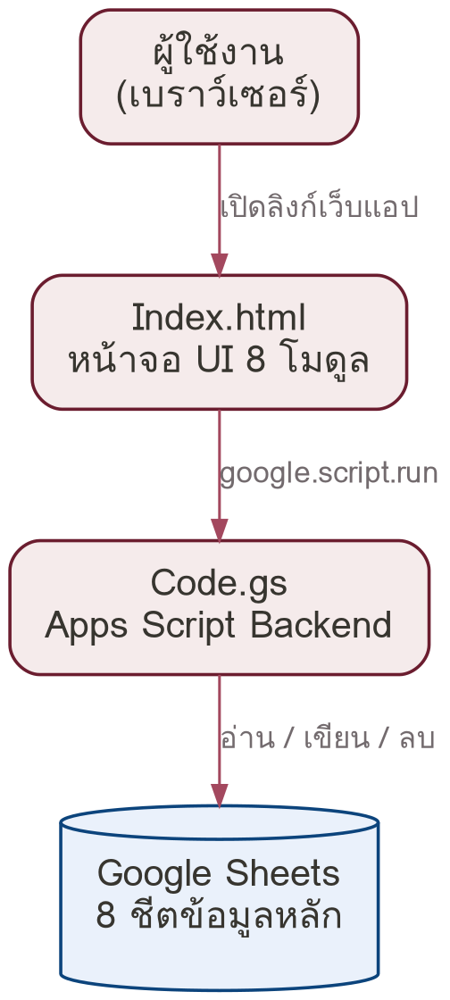 ผู้ใช้งาน
(เบราว์เซอร์)
เปิดลิงก์เว็บแอป
Index.html
หน้าจอ UI 8 โมดูล
google.script.run
Code.gs
Apps Script Backend
อ่าน / เขียน / ลบ
Google Sheets
8 ชีตข้อมูลหลัก